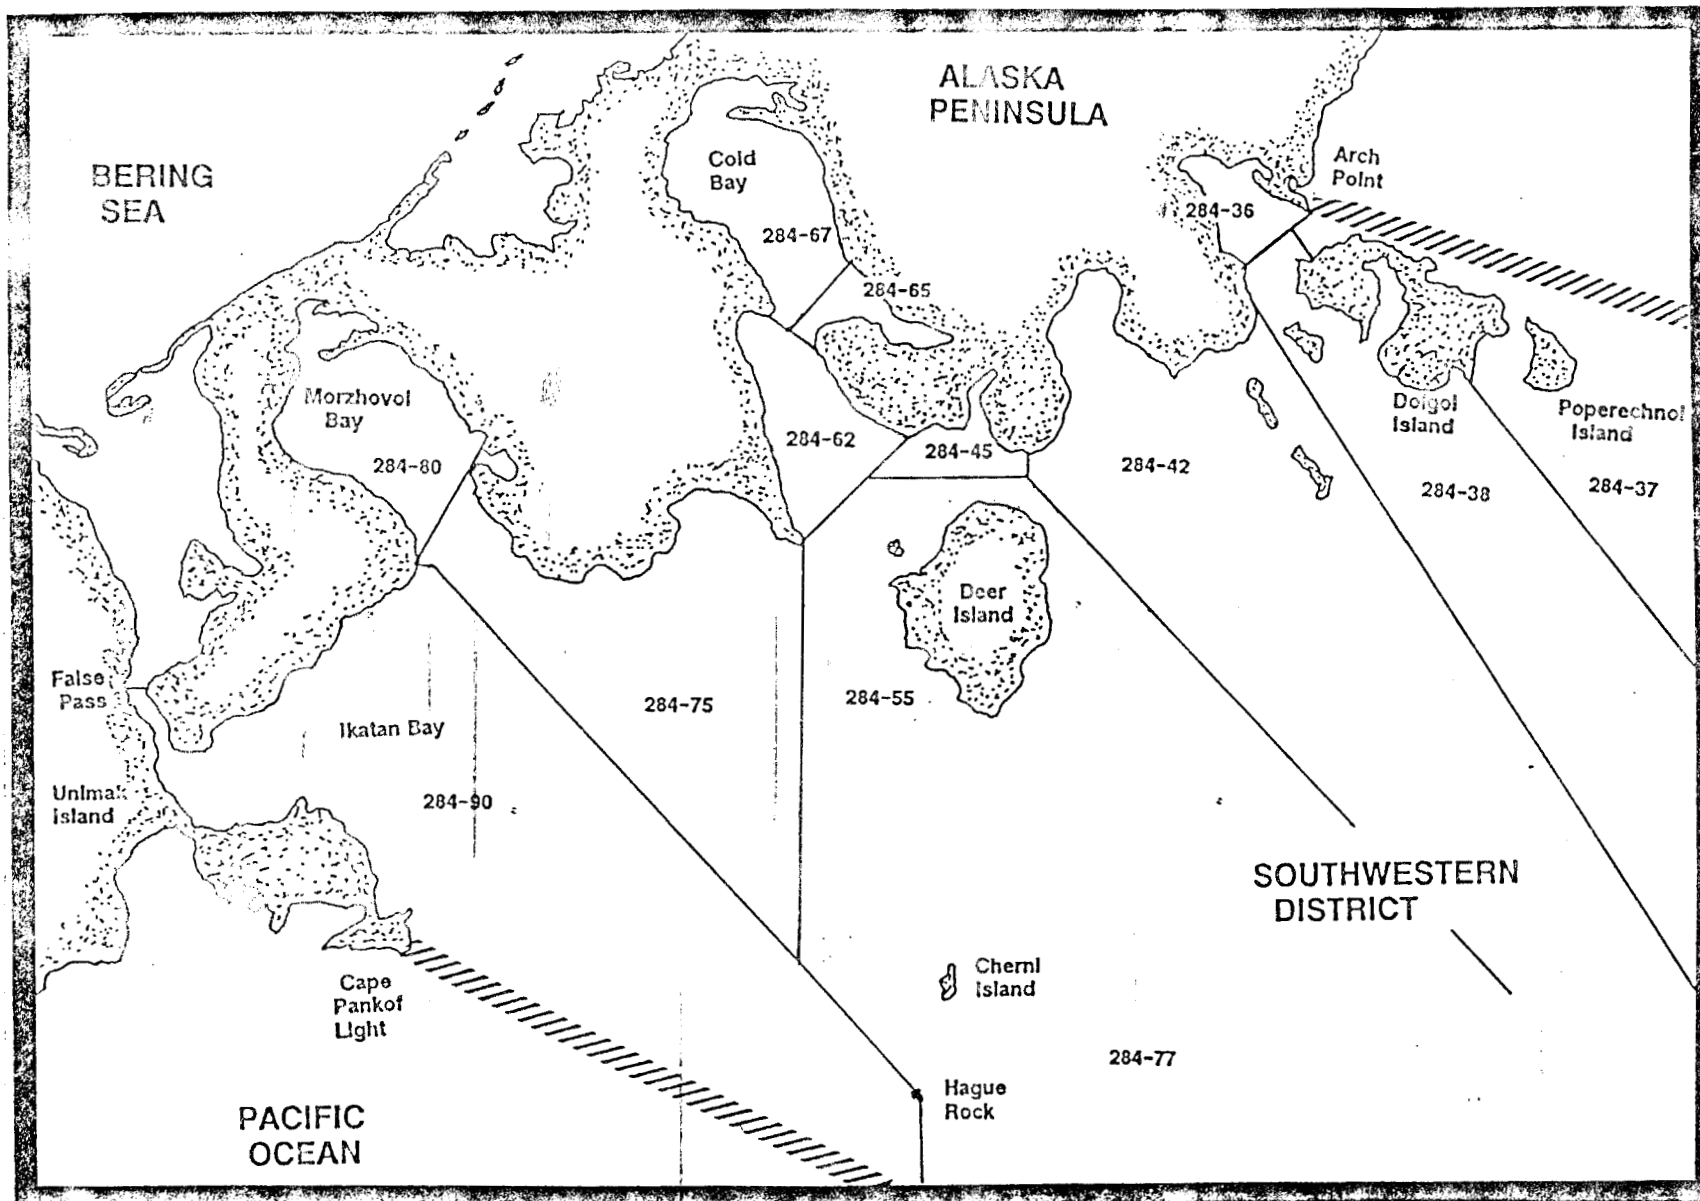 ALASKA
PENINSULA
BERING
SEA
Cold
Bay
Arch
Point
284-36
284-67
284-65
Morzhovoi
Bay
284-80
284-62
284-45
284-42
Dolgoi
Island
Poperechnoi
Island
284-38
284-37
Deer
Island
False
Pass
284-75
284-55
Ikatan Bay
Unimak
Island
284-90
SOUTHWESTERN
DISTRICT
Cherni
Island
Cape
Pankof
Light
284-77
Hague
Rock
PACIFIC
OCEAN